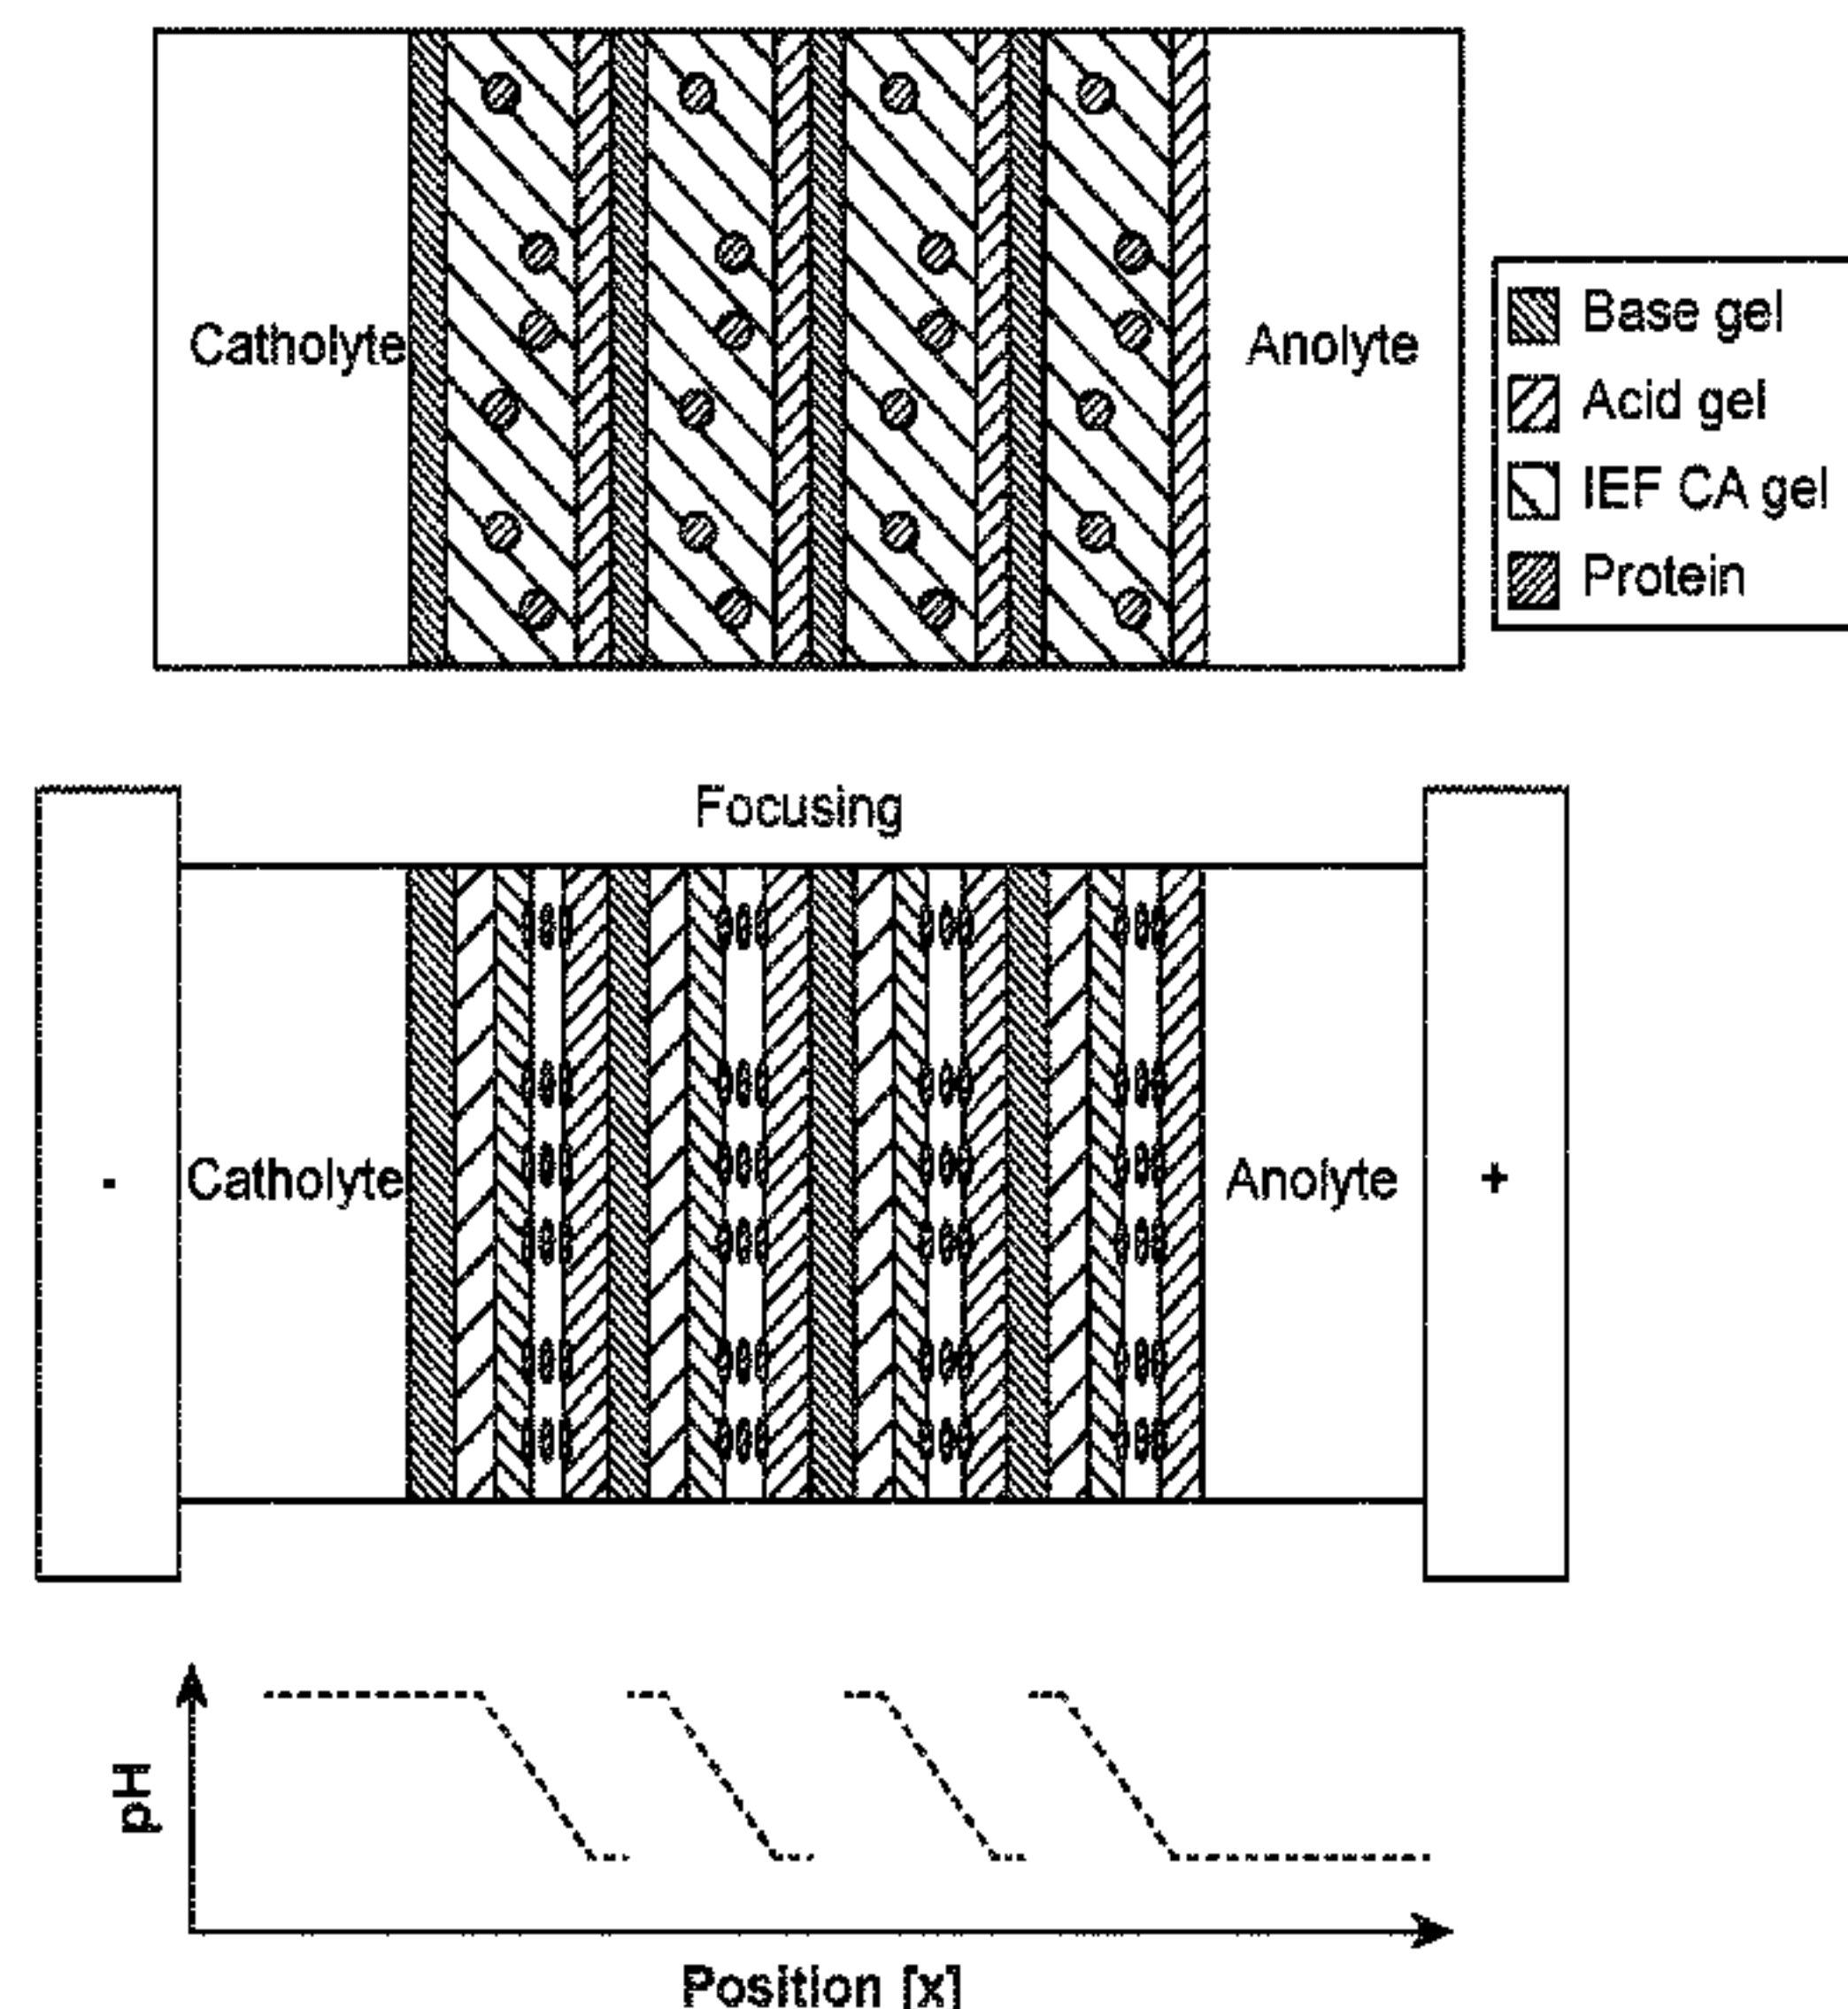 Catholyte
Anolyte
Base gel
Acid gel
IEF CA gel
Protein
Focusing
-
Catholyte
Anolyte
+
pH
Position [x]